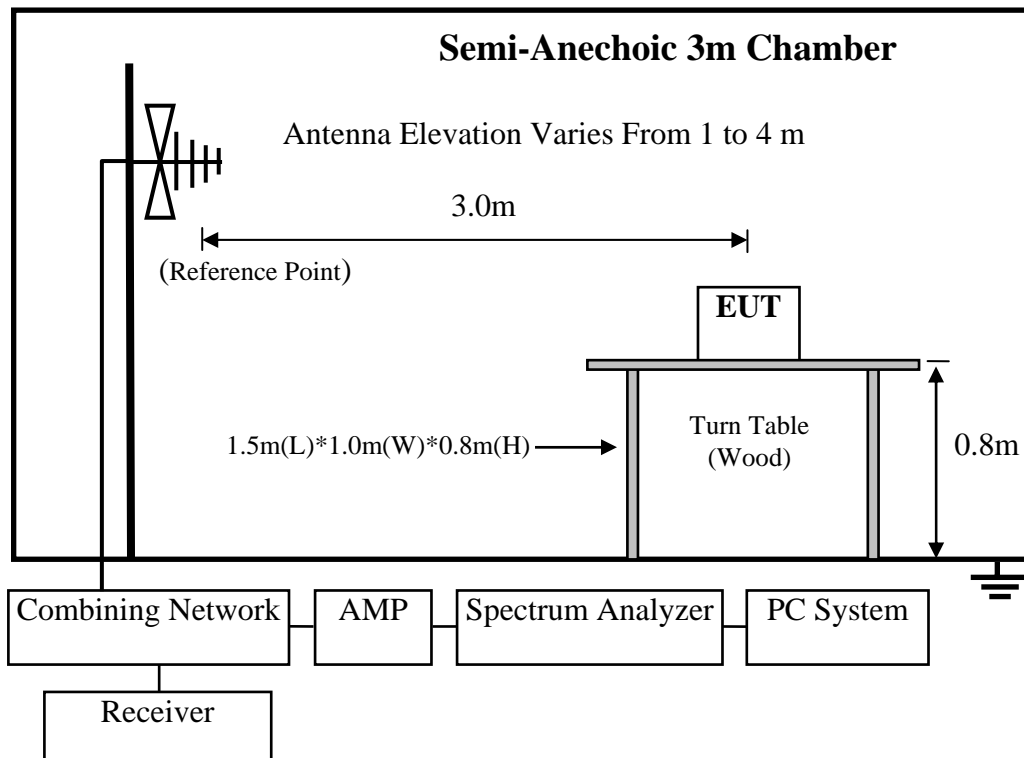 Semi-Anechoic 3m Chamber
Antenna Elevation Varies From 1 to 4 m
3.0m
(Reference Point)
EUT
1.5m(L)*1.0m(W)*0.8m(H)
Turn Table
(Wood)
0.8m
Combining Network
AMP
Spectrum Analyzer
PC System
Receiver